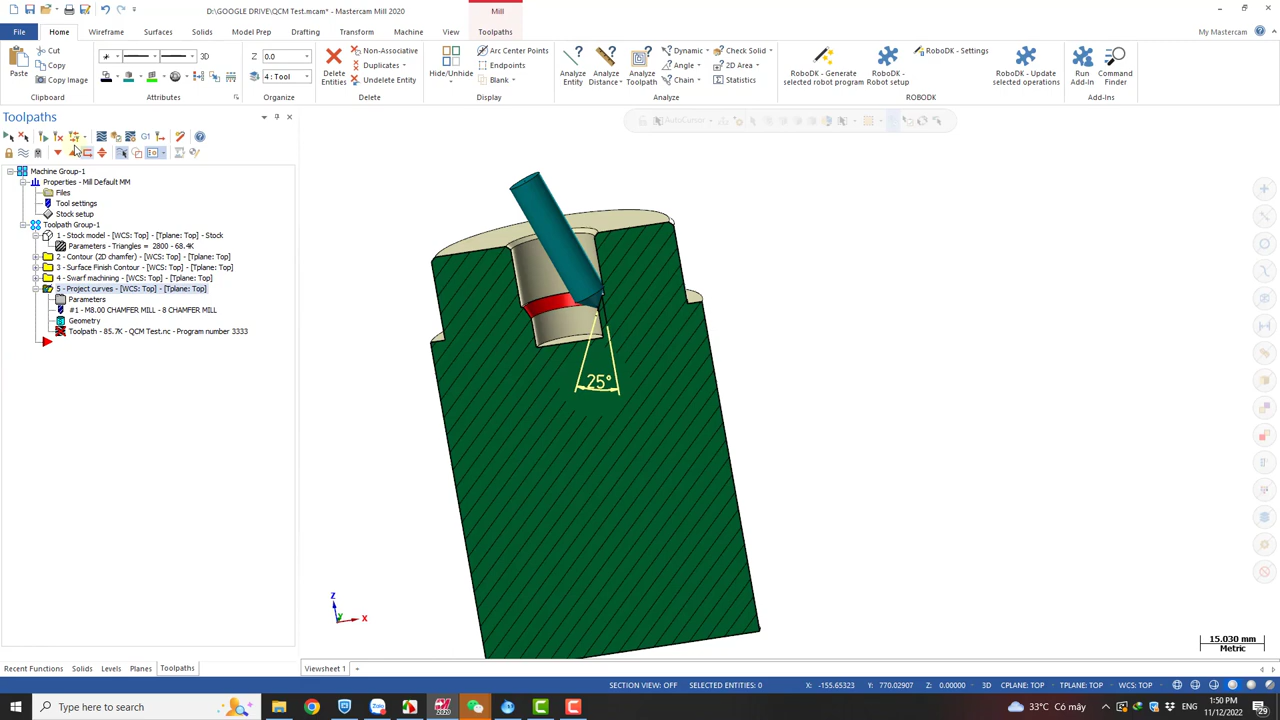 D:\GOOGLE DRIVE\QCM Test.mcam* - Mastercam Mill 2020
Mill
File
Home
Wireframe
Surfaces
Solids
Model Prep
Drafting
Transform
Machine
View
Toolpaths
My Mastercam
Paste
Cut
Copy
Copy Image
Clipboard
3D
Attributes
Z 0.0
4 : Tool
Organize
Delete Entities
Non-Associative
Duplicates
Undelete Entity
Delete
Hide/Unhide
Arc Center Points
Endpoints
Blank
Display
Analyze Entity
Analyze Distance
Analyze Toolpath
Dynamic
Angle
Chain
Check Solid
2D Area
Statistics
Analyze
RoboDK - Generate selected robot program
RoboDK - Robot setup
RoboDK - Settings
RoboDK - Update selected operations
ROBODK
Run Add-in
Command Finder
Add-Ins
Toolpaths
AutoCursor
G1
Machine Group-1
Properties - Mill Default MM
Files
Tool settings
Stock setup
Toolpath Group-1
1 - Stock model - [WCS: Top] - [Tplane: Top] - Stock
Parameters - Triangles = 2800 - 68.4K
2 - Contour (2D chamfer) - [WCS: Top] - [Tplane: Top]
3 - Surface Finish Contour - [WCS: Top] - [Tplane: Top]
4 - Swarf machining - [WCS: Top] - [Tplane: Top]
5 - Project curves - [WCS: Top] - [Tplane: Top]
Parameters
#1 - M8.00 CHAMFER MILL - 8 CHAMFER MILL
Geometry
Toolpath - 85.7K - QCM Test.nc - Program number 3333
25°
Z
Y
X
15.030 mm
Metric
Recent Functions
Solids
Levels
Planes
Toolpaths
Viewsheet 1
SECTION VIEW: OFF
SELECTED ENTITIES: 0
X: -155.65323
Y: 770.02907
Z: 0.00000
3D
CPLANE: TOP
TPLANE: TOP
WCS: TOP
Type here to search
33°C Có mây
1:50 PM
11/12/2022
29